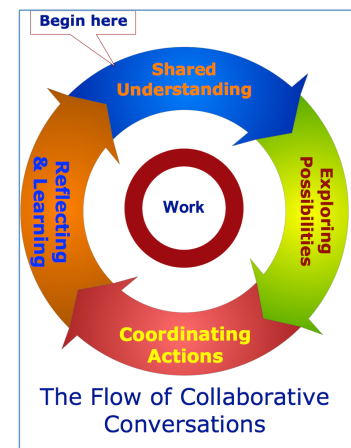 Begin here
Shared
Understanding
Exploring
Possibilities
Coordinating
Actions
Reflecting
& Learning
Work
The Flow of Collaborative
Conversations